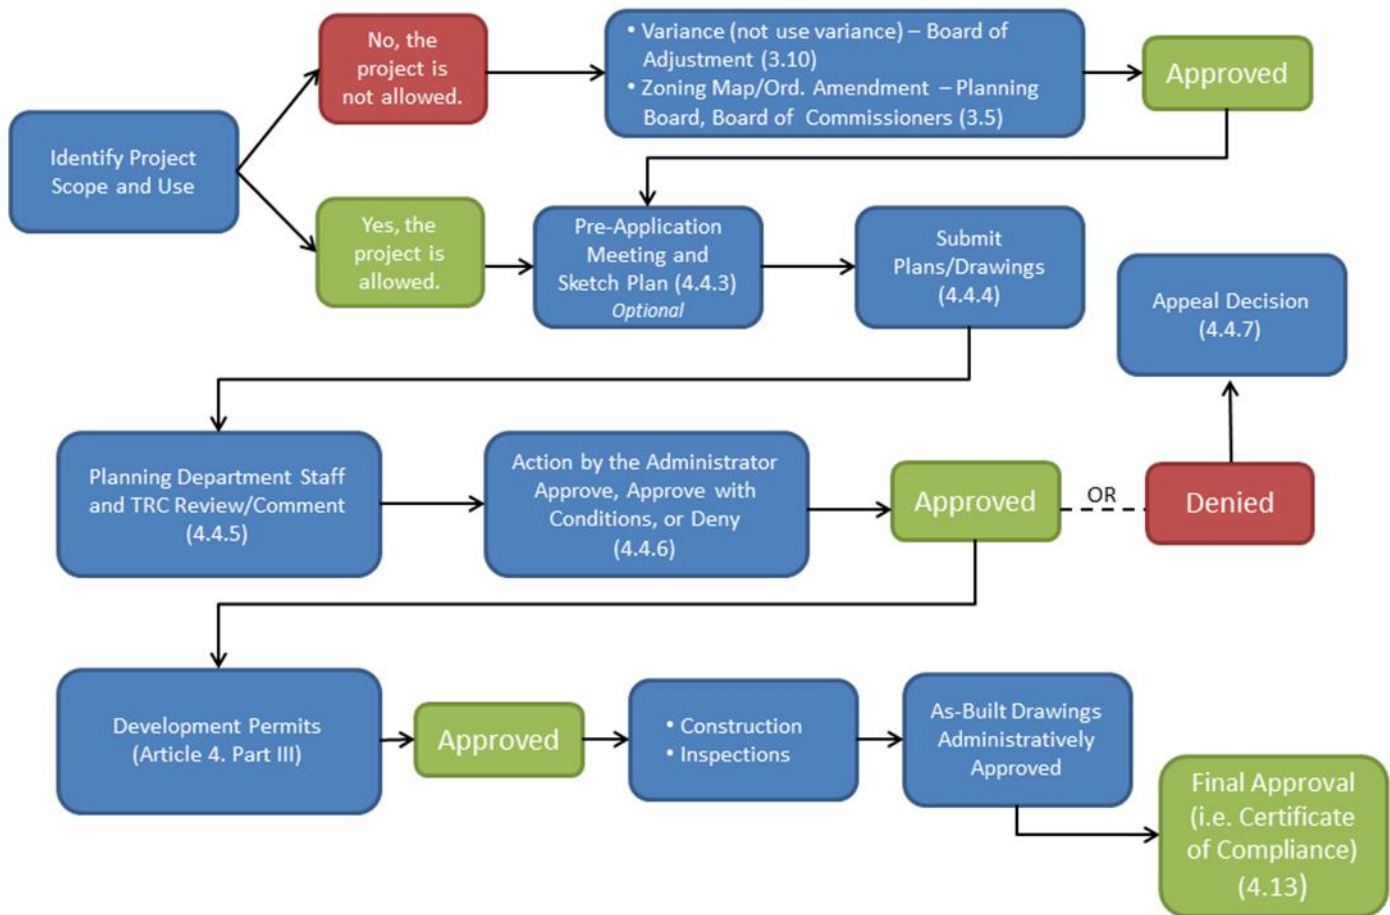 No, the
project is
not allowed.
• Variance (not use variance) – Board of
Adjustment (3.10)
• Zoning Map/Ord. Amendment – Planning
Board, Board of Commissioners (3.5)
Approved
Identify Project
Scope and Use
Yes, the
project is
allowed.
Pre-Application
Meeting and
Sketch Plan (4.4.3)
Optional
Submit
Plans/Drawings
(4.4.4)
Appeal Decision
(4.4.7)
Planning Department Staff
and TRC Review/Comment
(4.4.5)
Action by the Administrator
Approve, Approve with
Conditions, or Deny
(4.4.6)
Approved
OR
Denied
Development Permits
(Article 4. Part III)
Approved
• Construction
• Inspections
As-Built Drawings
Administratively
Approved
Final Approval
(i.e. Certificate
of Compliance)
(4.13)